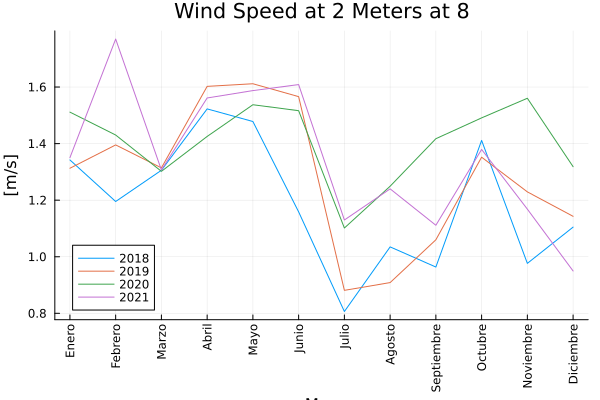 Wind Speed at 2 Meters at 8
[m/s]
1.6
1.4
1.2
1.0
0.8
2018
2019
2020
2021
Enero
Febrero
Marzo
Abril
Mayo
Junio
Julio
Agosto
Septiembre
Octubre
Noviembre
Diciembre